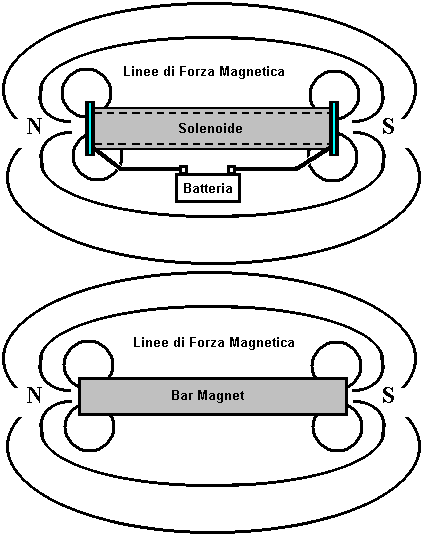 Linee di Forza Magnetica
N Solenoide S
Batteria
Linee di Forza Magnetica
N Bar Magnet S